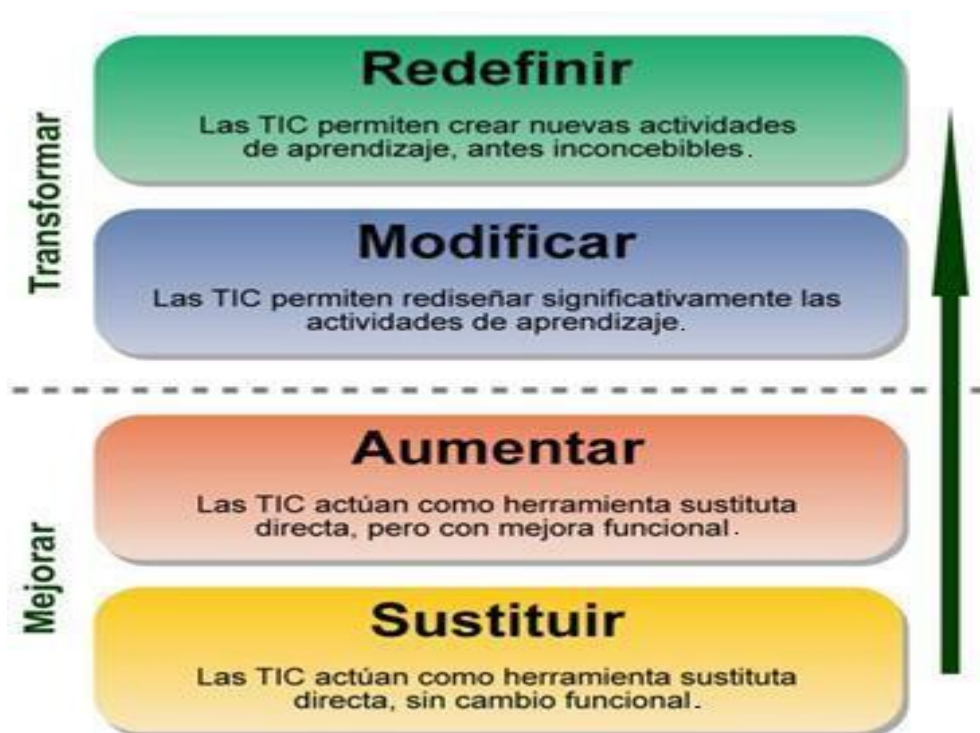 Transformar
Redefinir
Las TIC permiten crear nuevas actividades
de aprendizaje, antes inconcebibles.
Modificar
Las TIC permiten rediseñar significativamente las
actividades de aprendizaje.
Mejorar
Aumentar
Las TIC actúan como herramienta sustituta
directa, pero con mejora funcional.
Sustituir
Las TIC actúan como herramienta sustituta
directa, sin cambio funcional.